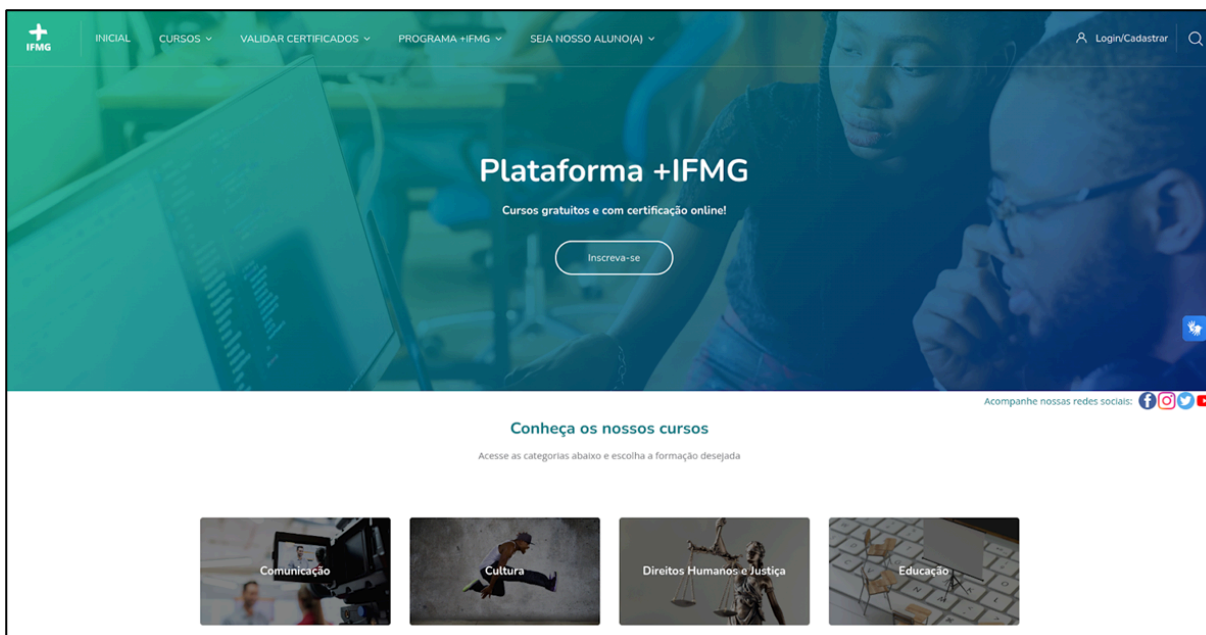 IFMG
INICIAL
CURSOS
VALIDAR CERTIFICADOS
PROGRAMA +IFMG
SEJA NOSSO ALUNO(A)
Login/Cadastrar
Plataforma +IFMG
Cursos gratuitos e com certificação online!
Inscreva-se
Acompanhe nossas redes sociais:
Conheça os nossos cursos
Acesse as categorias abaixo e escolha a formação desejada
Comunicação
Cultura
Direitos Humanos e Justiça
Educação